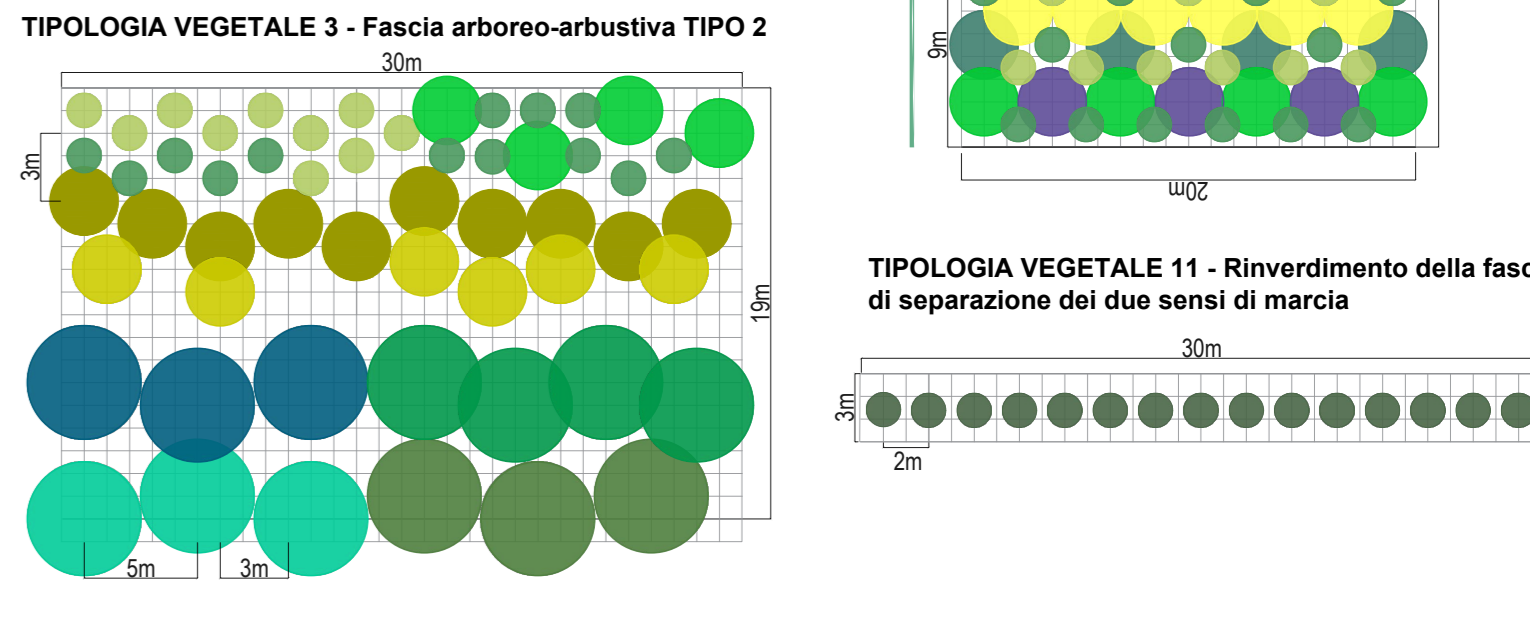 TIPOLOGIA VEGETALE 3 - Fascia arboreo-arbustiva TIPO 2
30m
3m
19m
5m
3m
9m
20m
TIPOLOGIA VEGETALE 11 - Rinverdimento della
di separazione dei due sensi di marcia
30m
3m
2m